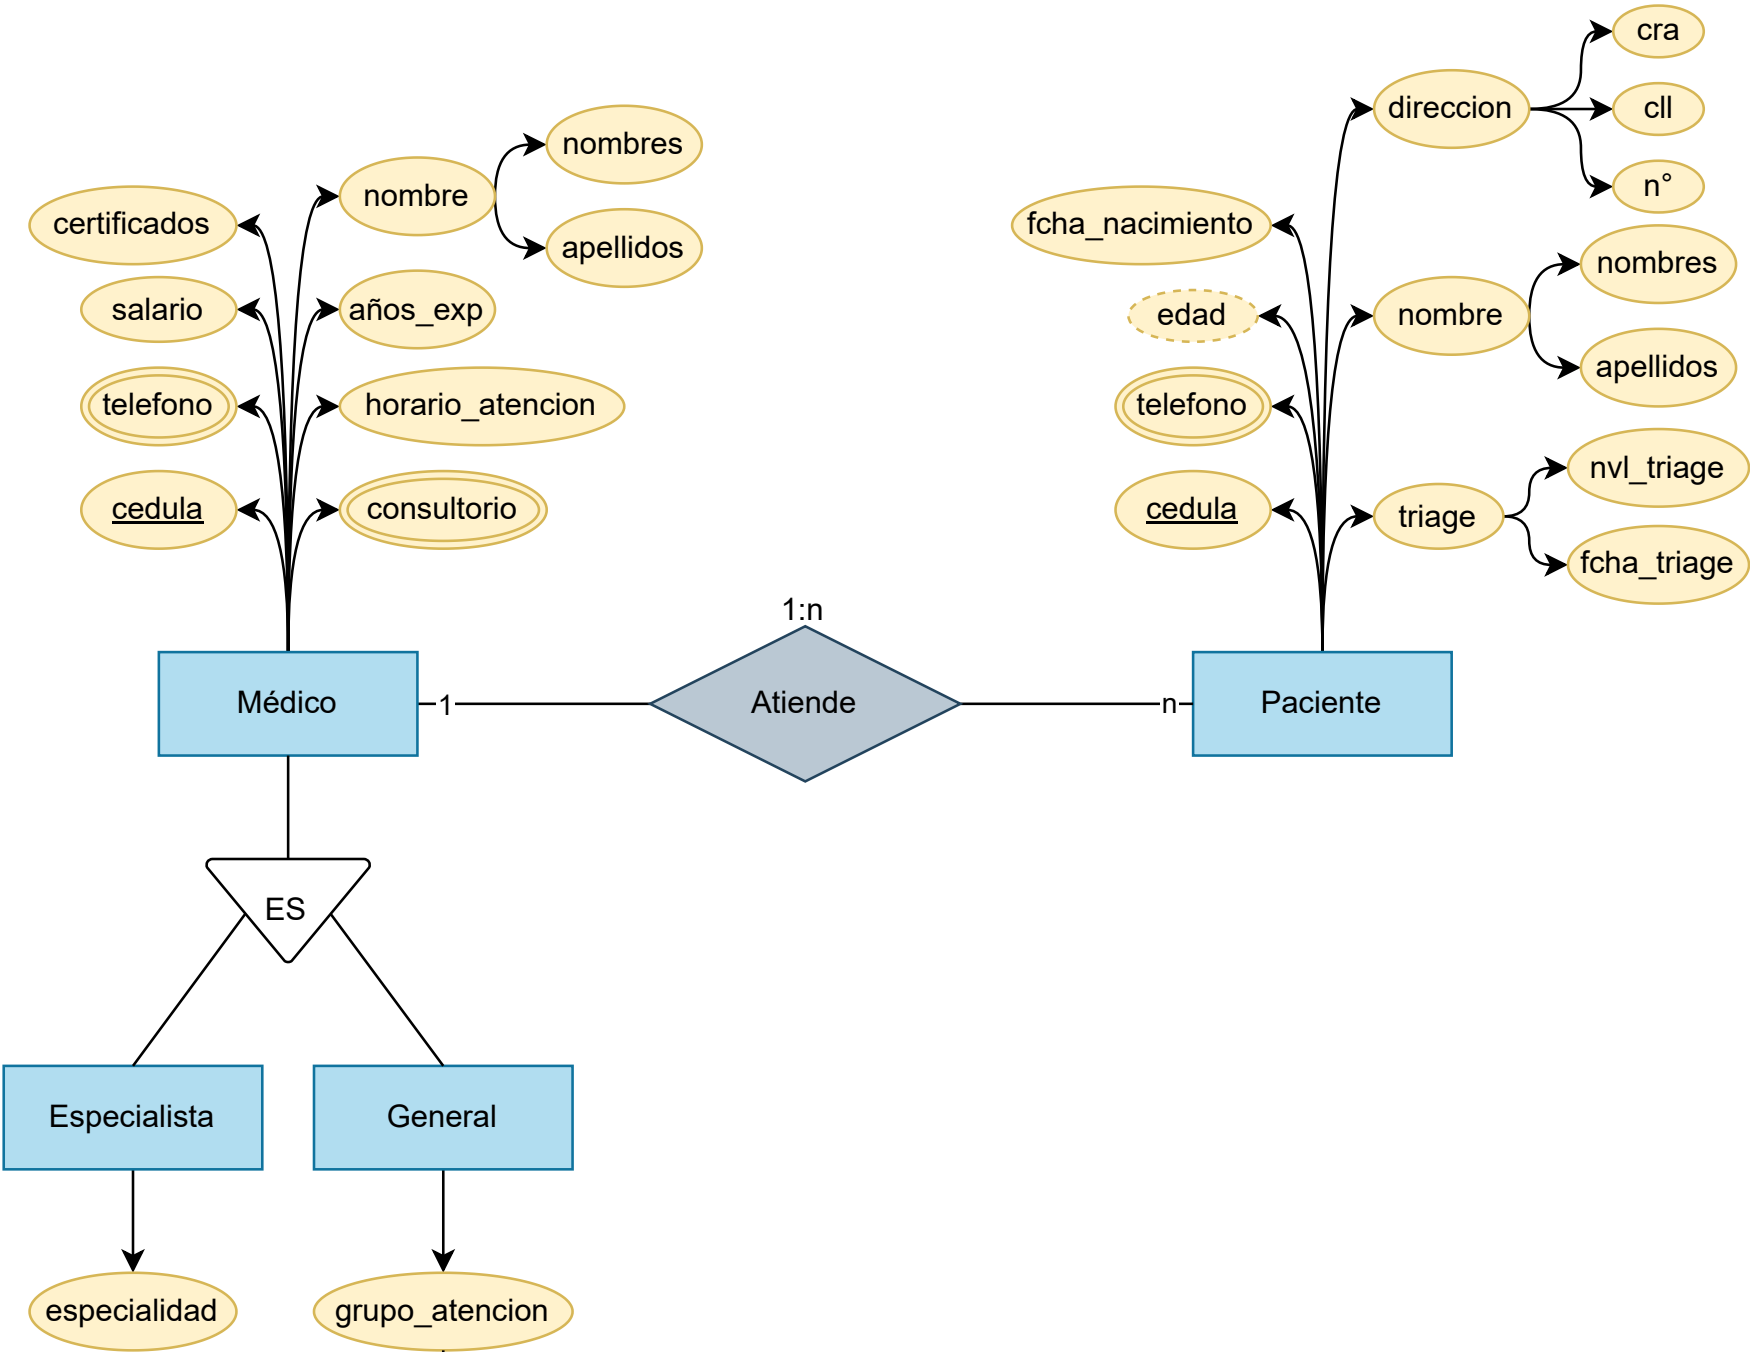 cra
direccion
cll
nombres
n°
nombre
certificados
fcha_nacimiento
apellidos
nombres
salario
años_exp
edad
nombre
apellidos
telefono
horario_atencion
telefono
nvl_triage
cedula
consultorio
cedula
triage
fcha_triage
1:n
Médico
1
Atiende
n
Paciente
ES
Especialista
General
especialidad
grupo_atencion